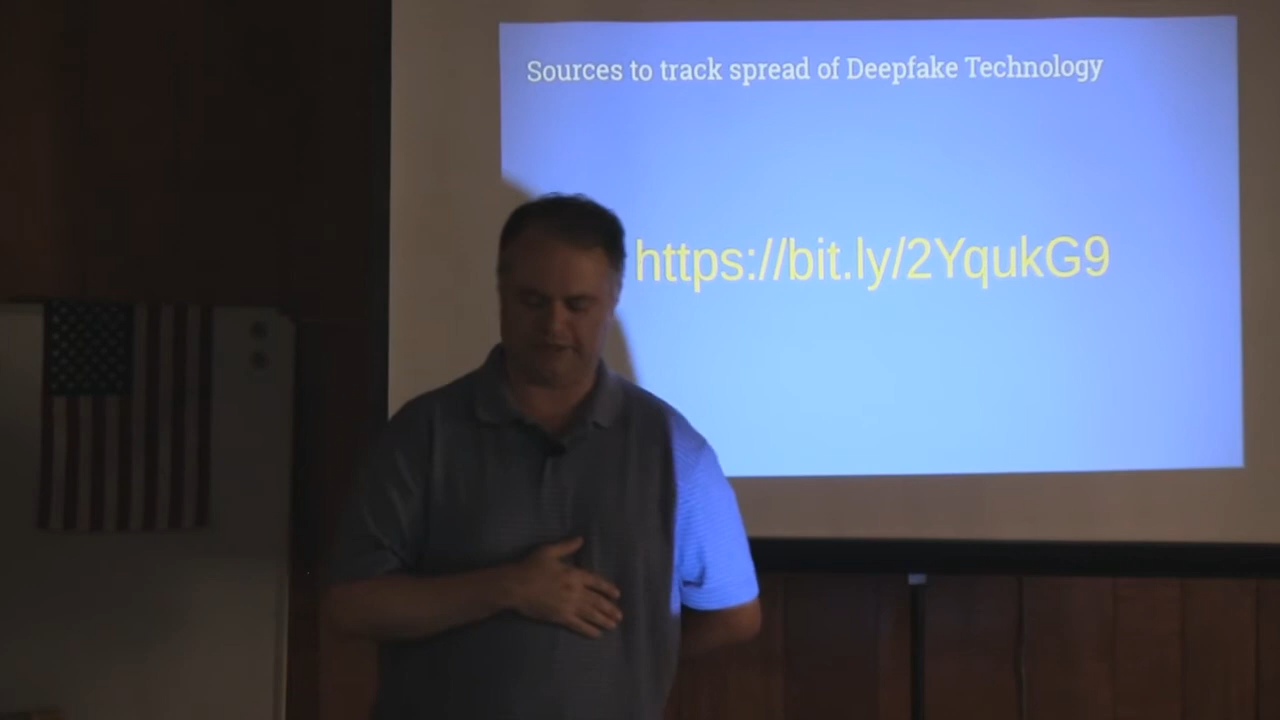 Sources to track spread of Deepfake Technology
https://bit.ly/2YqukG9